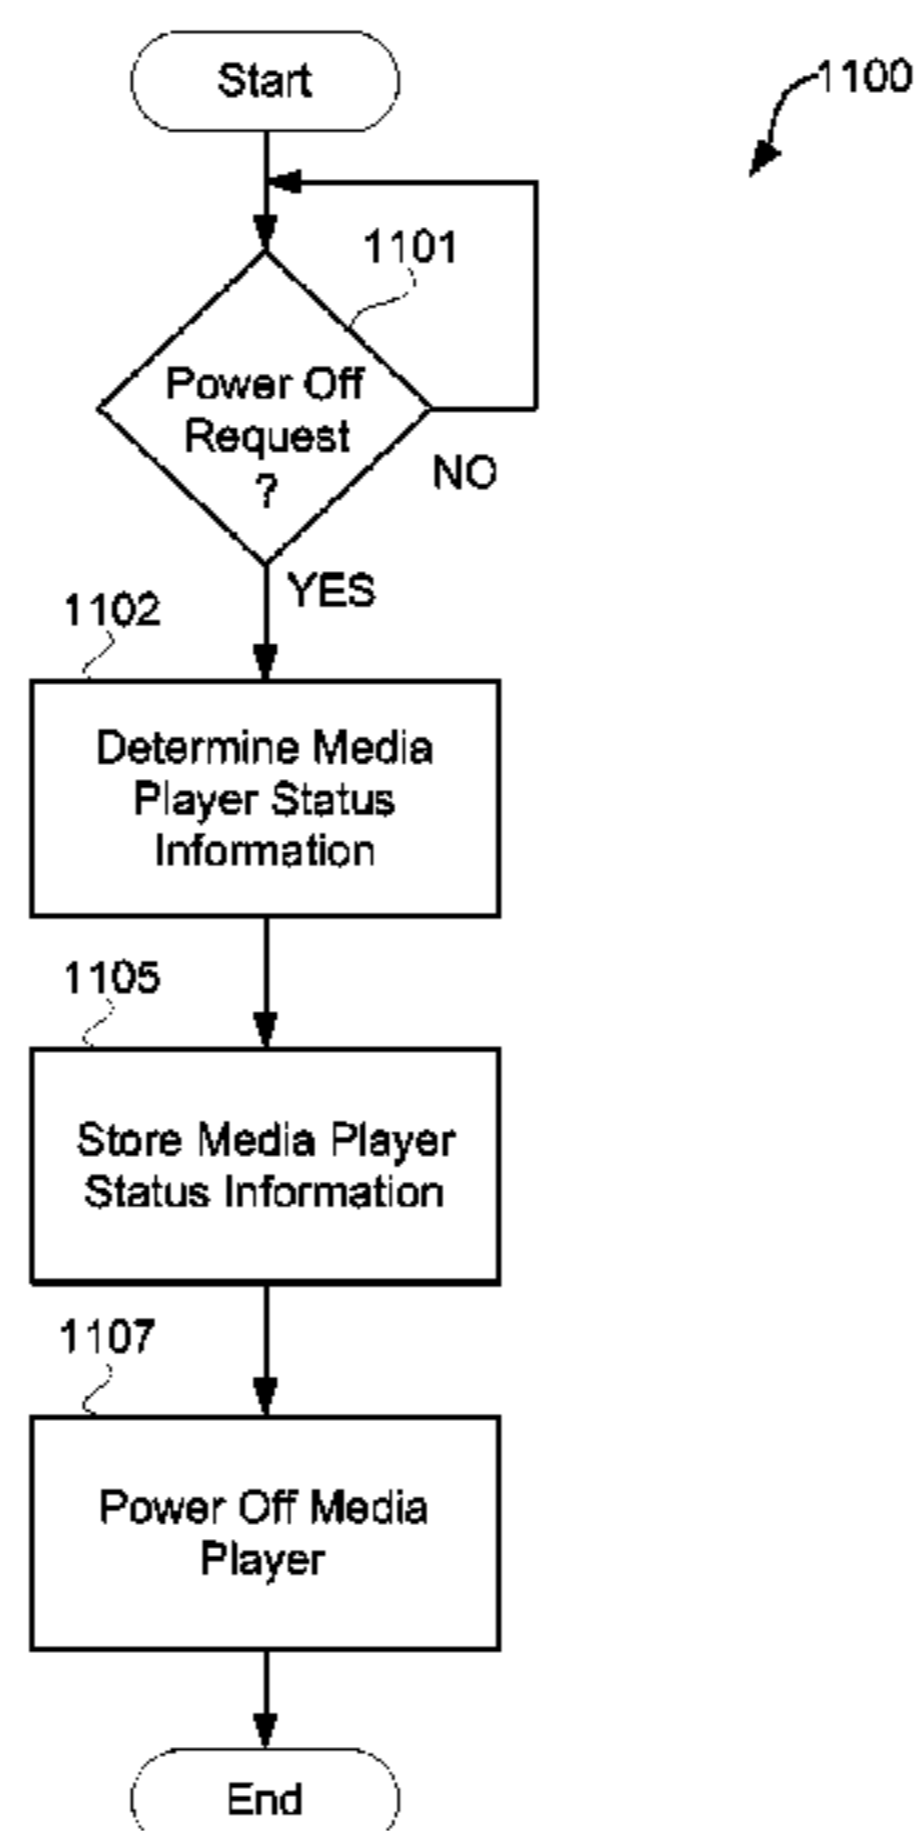 Start
1100
1101
Power Off
Request
?
NO
YES
1102
Determine Media
Player Status
Information
1105
Store Media Player
Status Information
1107
Power Off Media
Player
End